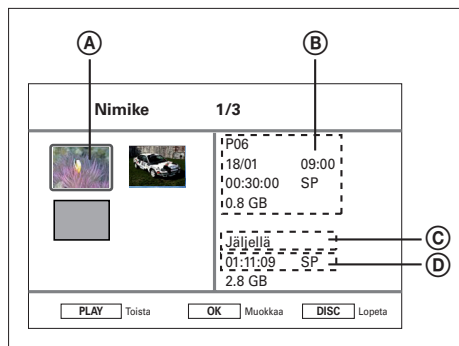 A B
Nimike 1/3
P06
18/01 09:00
00:30:00 SP
0.8 GB
Jäljellä C
01:11:09 SP D
2.8 GB
PLAY Toista OK Muokkaa DISC Lopeta